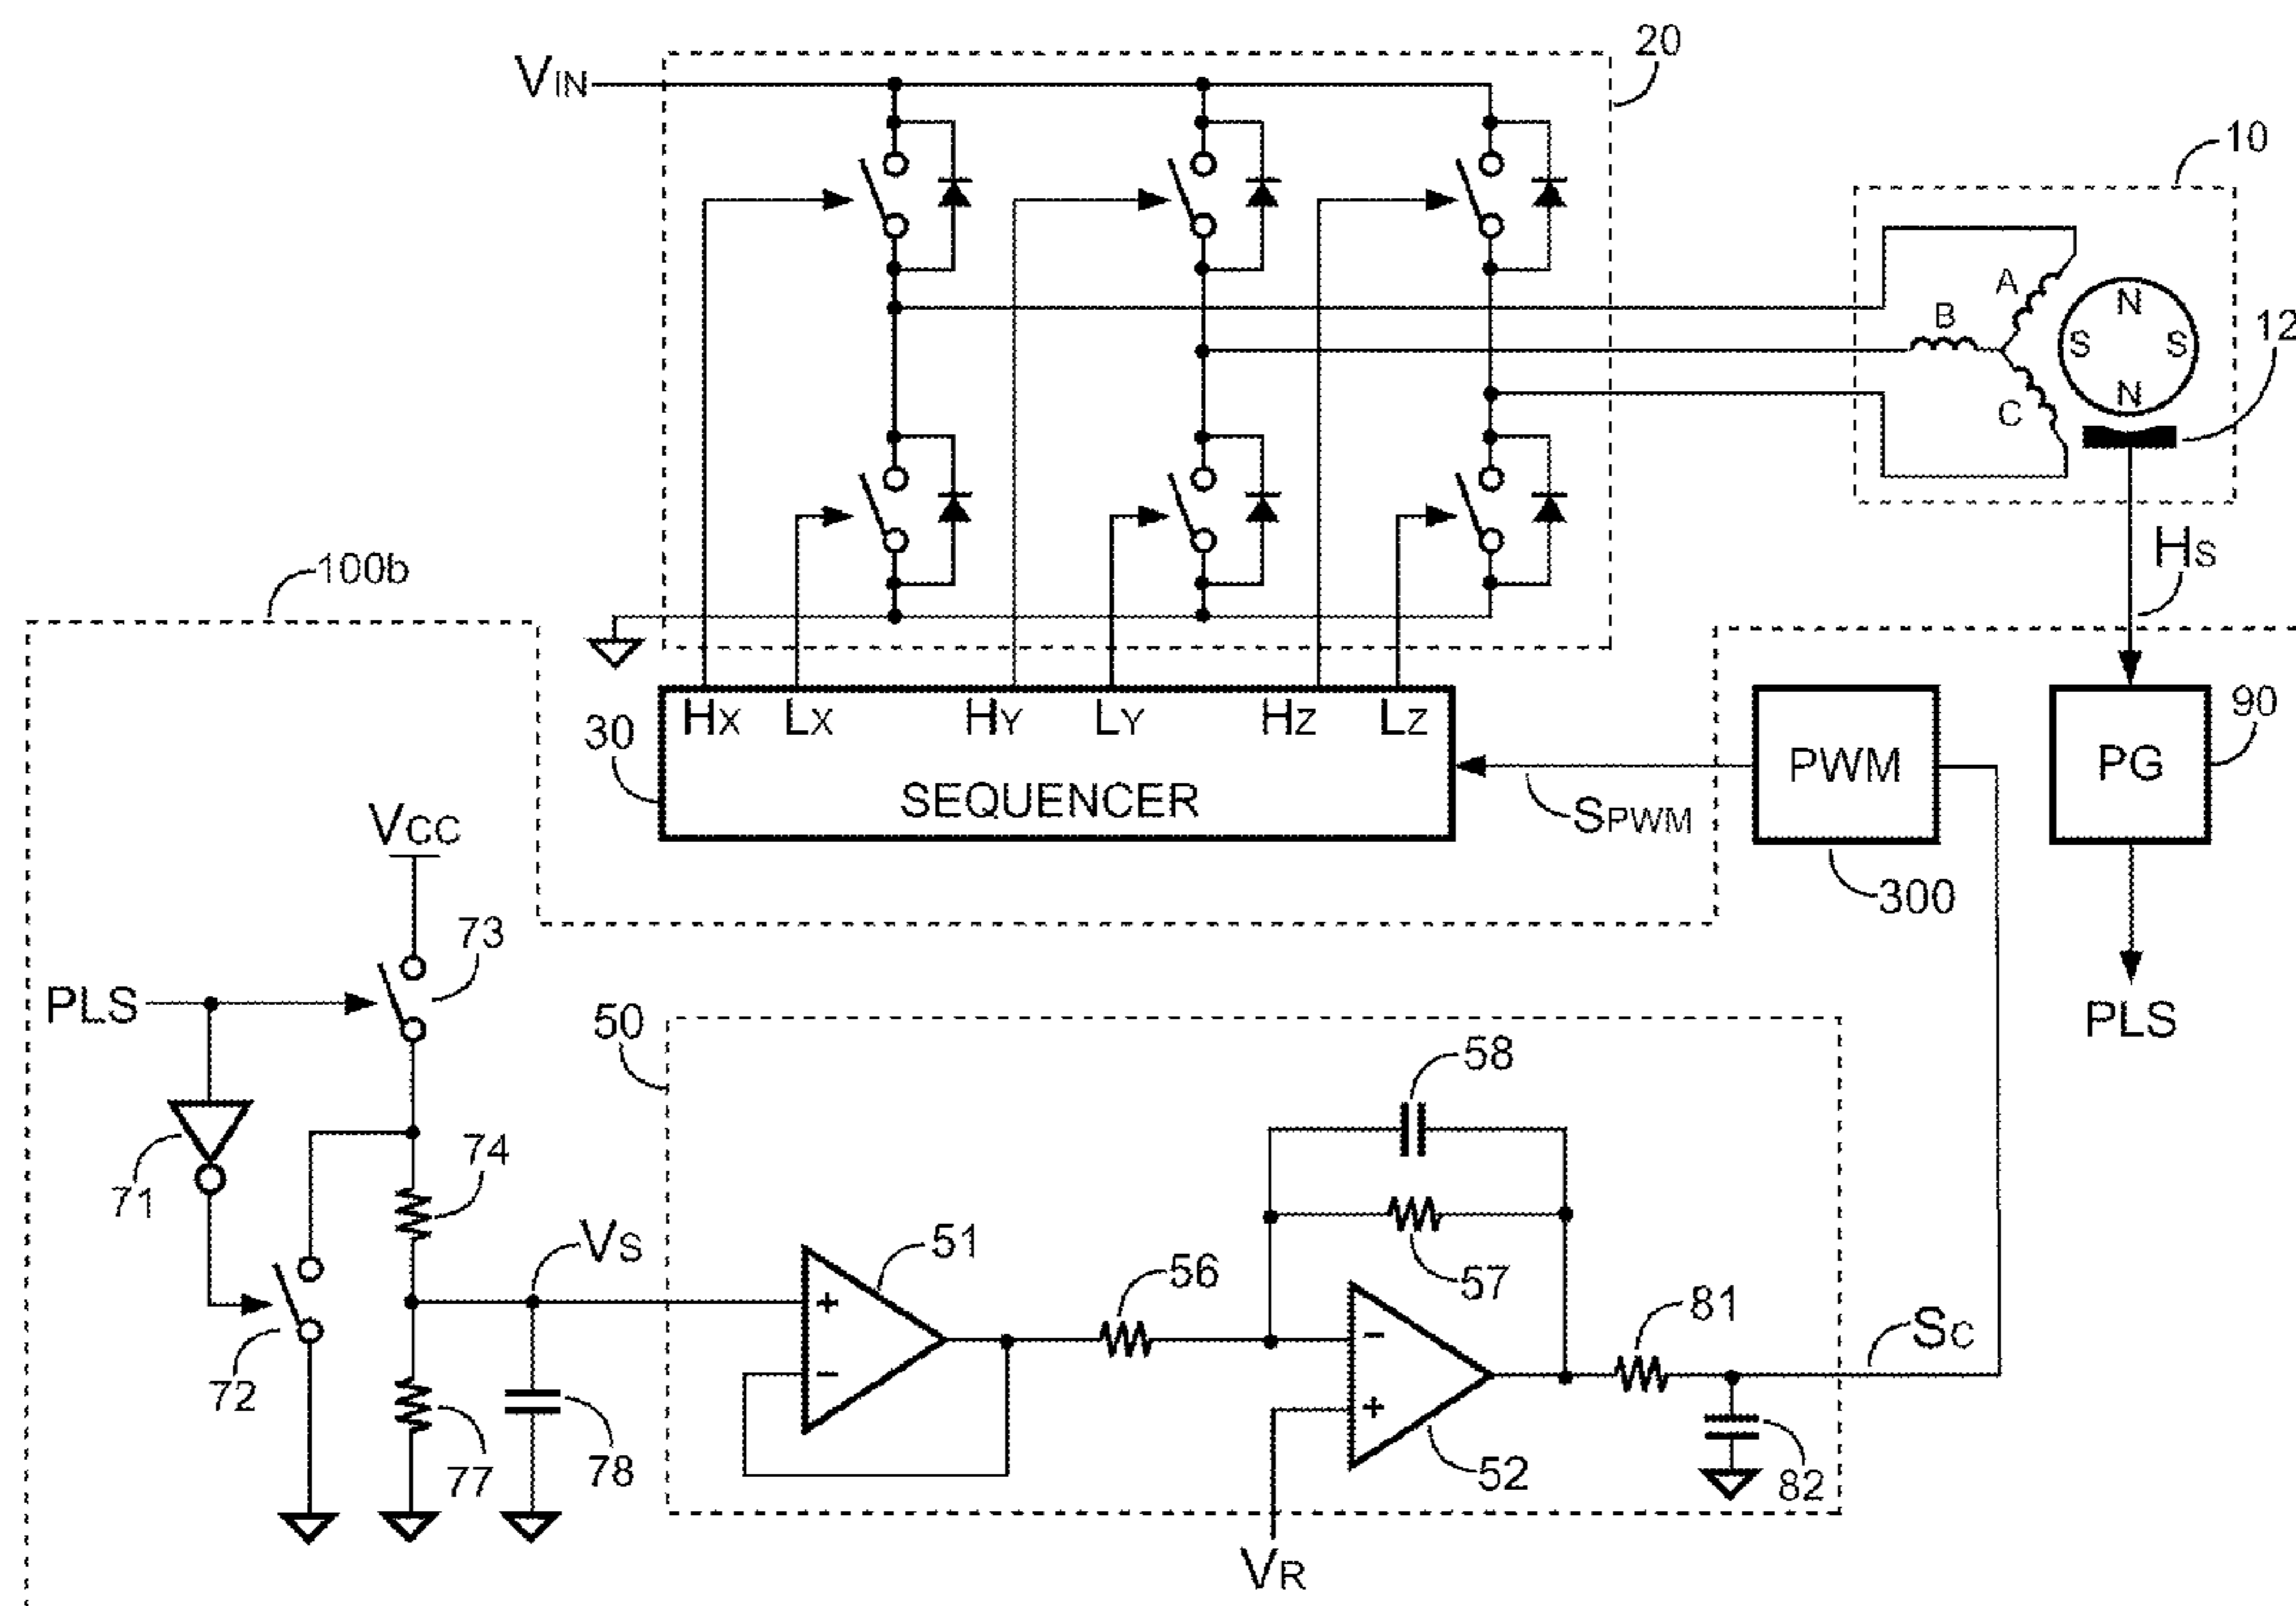 20
VIN
10
A
B
C
N
S S
N
12
HS
100b
HX LX HY LY HZ LZ
30
SEQUENCER
SPWM
PWM
300
PG
90
PLS
VCC
73
PLS
71
74
72
77
78
VS
50
51
+
-
56
58
57
-
+
52
VR
81
82
SC